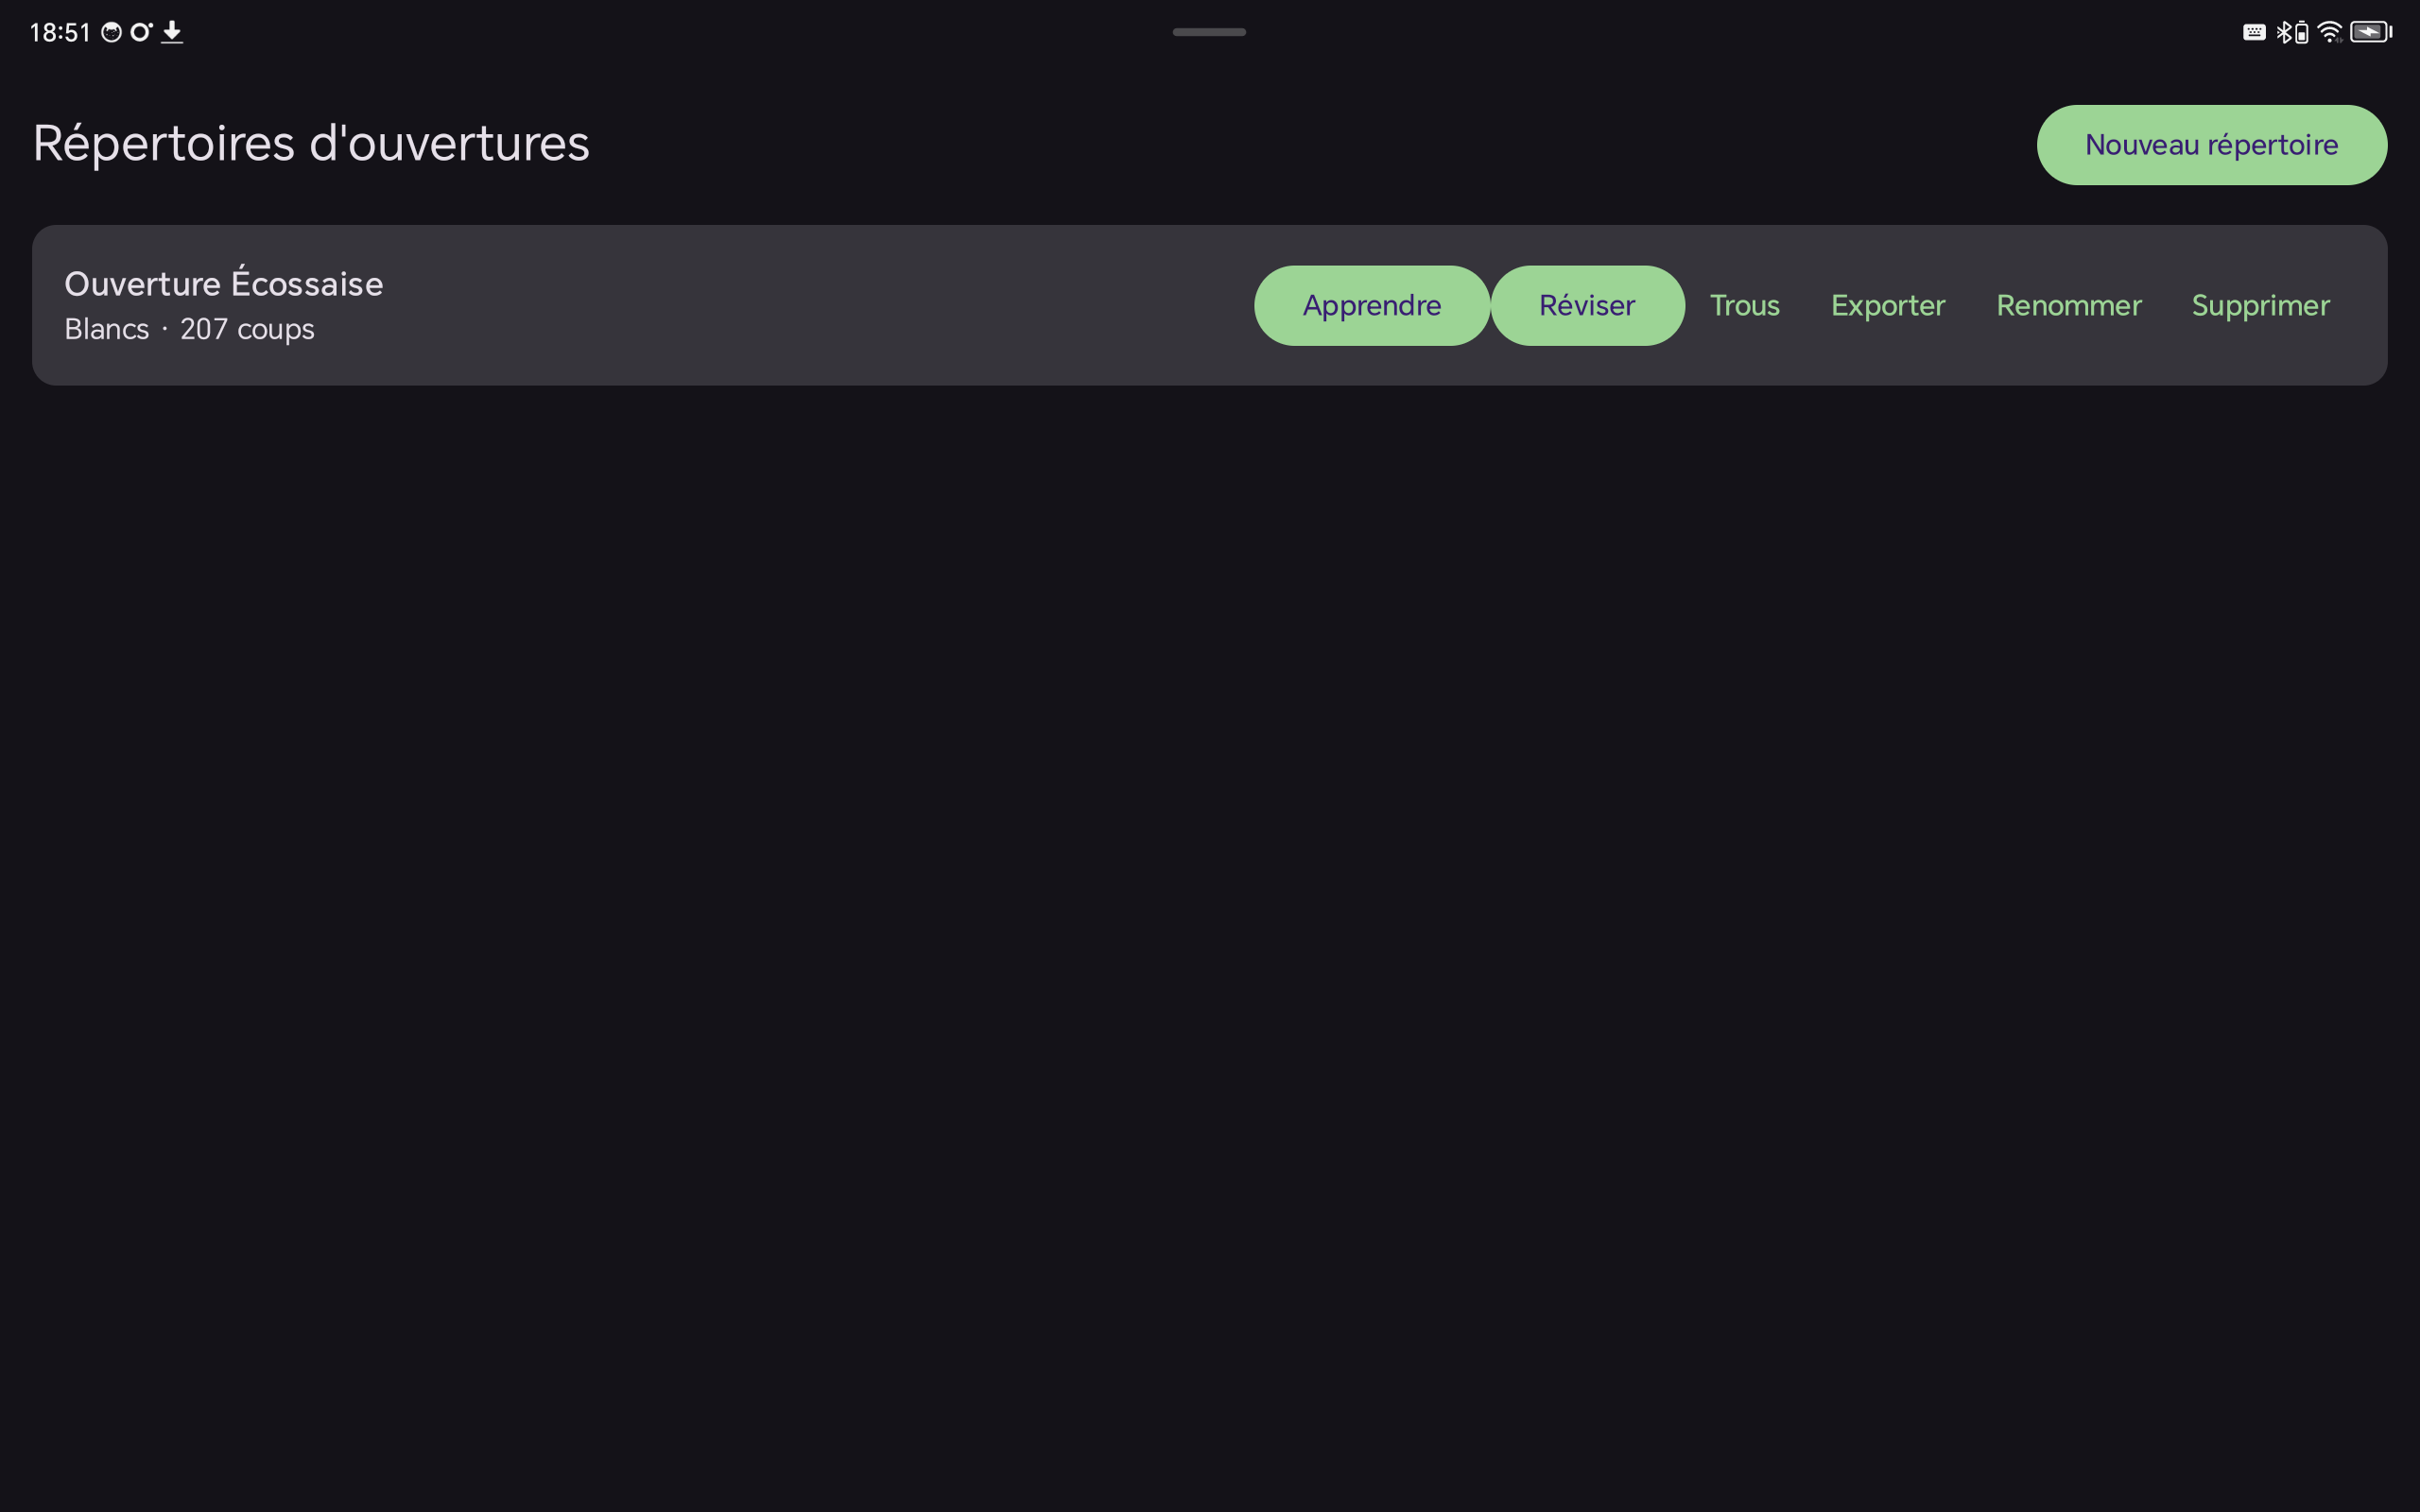 18:51
Répertoires d'ouvertures
Nouveau répertoire
Ouverture Écossaise
Blancs · 207 coups
Apprendre
Réviser
Trous
Exporter
Renommer
Supprimer